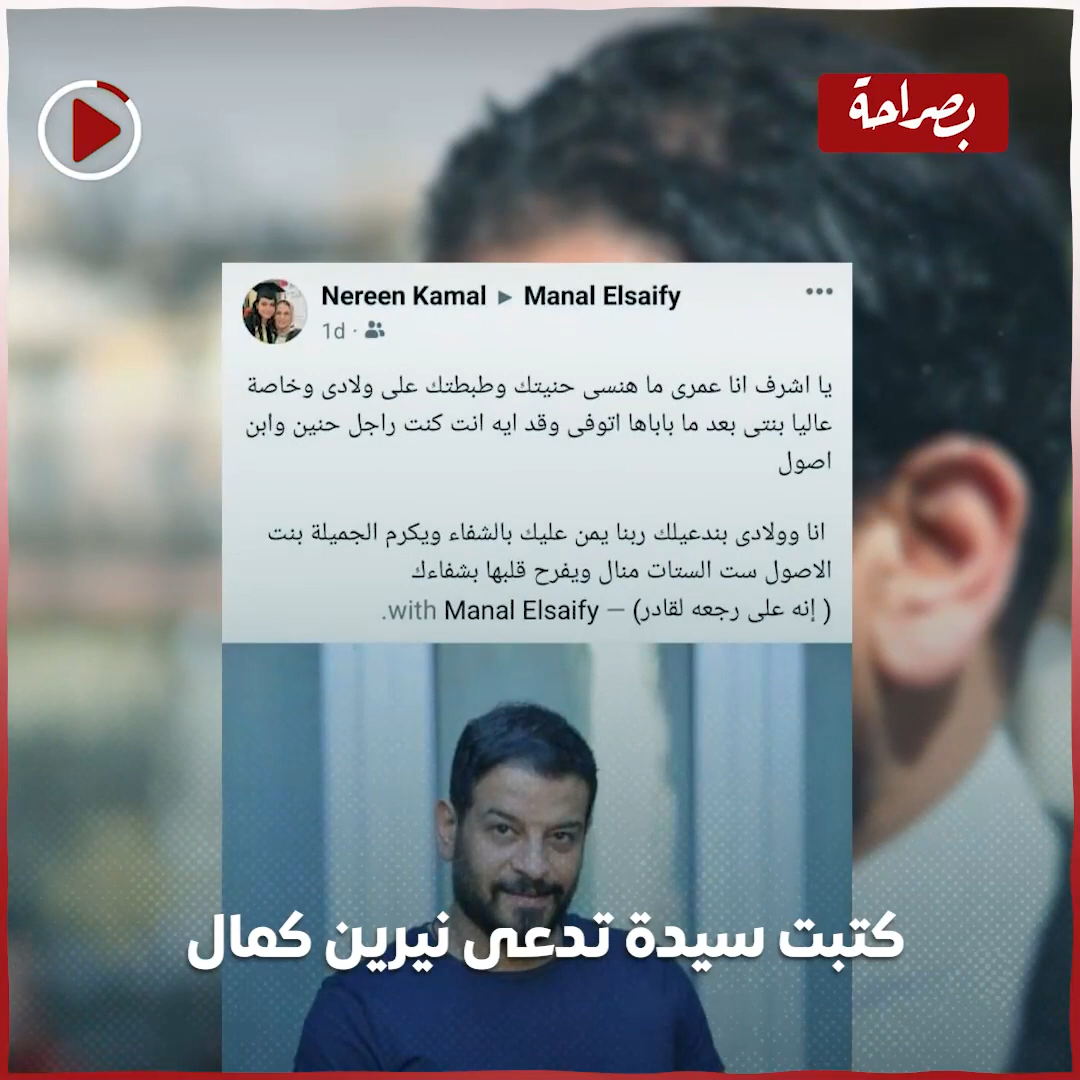 بصراحة
Nereen Kamal ▸ Manal Elsaify
1d ·
يا اشرف انا عمرى ما هنسى حنيتك وطبطتك على ولادى وخاصة
عاليا بنتى بعد ما باباها اتوفى وقد ايه انت كنت راجل حنين وابن
اصول
انا وولادى بندعيلك ربنا يمن عليك بالشفاء ويكرم الجميلة بنت
الاصول ست الستات منال ويفرح قلبها بشفاءك
( إنه على رجعه لقادر) — with Manal Elsaify.
كتبت سيدة تدعى نيرين كمال